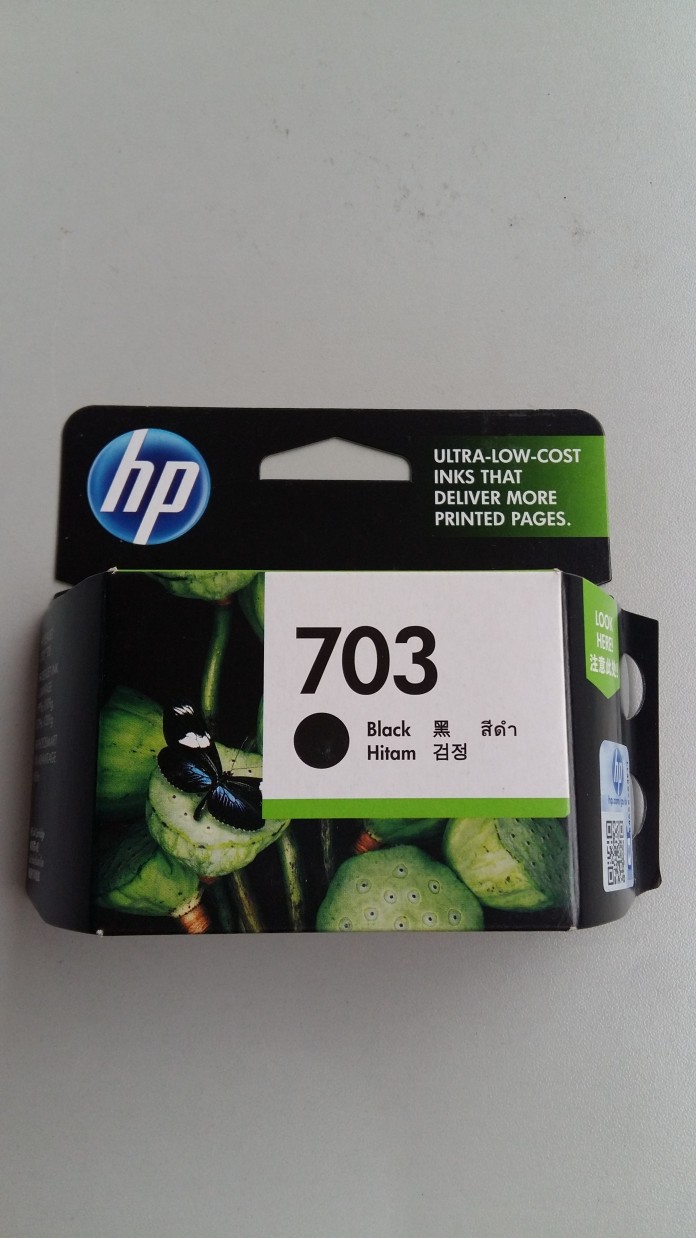 hp
ULTRA-LOW-COST
INKS THAT
DELIVER MORE
PRINTED PAGES.
703
Black 黑 สีดำ
Hitam 검정
LOOK
HERE!
注意此处
hp